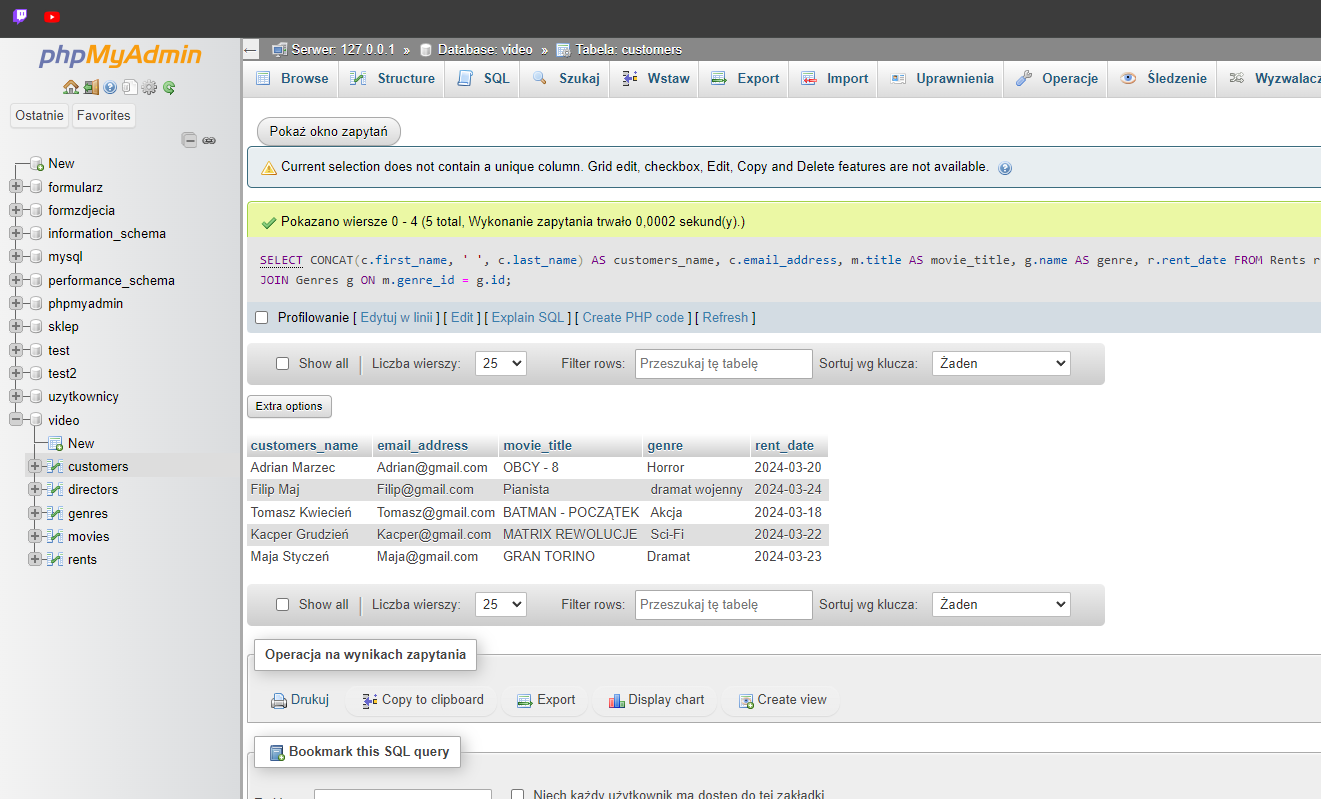 phpMyAdmin
Ostatnie Favorites
New
formularz
formzdjecia
information_schema
mysql
performance_schema
phpmyadmin
sklep
test
test2
uzytkownicy
video
New
customers
directors
genres
movies
rents
Serwer: 127.0.0.1 » Database: video » Tabela: customers
Browse Structure SQL Szukaj Wstaw Export Import Uprawnienia Operacje Śledzenie Wyzwalacz
Pokaż okno zapytań
Current selection does not contain a unique column. Grid edit, checkbox, Edit, Copy and Delete features are not available.
Pokazano wiersze 0 - 4 (5 total, Wykonanie zapytania trwało 0,0002 sekund(y).)
SELECT CONCAT(c.first_name, ' ', c.last_name) AS customers_name, c.email_address, m.title AS movie_title, g.name AS genre, r.rent_date FROM Rents r
JOIN Genres g ON m.genre_id = g.id;
Profilowanie [ Edytuj w linii ] [ Edit ] [ Explain SQL ] [ Create PHP code ] [ Refresh ]
Show all | Liczba wierszy: 25 Filter rows: Przeszukaj tę tabelę Sortuj wg klucza: Żaden
Extra options
customers_name email_address movie_title genre rent_date
Adrian Marzec Adrian@gmail.com OBCY - 8 Horror 2024-03-20
Filip Maj Filip@gmail.com Pianista dramat wojenny 2024-03-24
Tomasz Kwiecień Tomasz@gmail.com BATMAN - POCZĄTEK Akcja 2024-03-18
Kacper Grudzień Kacper@gmail.com MATRIX REWOLUCJE Sci-Fi 2024-03-22
Maja Styczeń Maja@gmail.com GRAN TORINO Dramat 2024-03-23
Show all | Liczba wierszy: 25 Filter rows: Przeszukaj tę tabelę Sortuj wg klucza: Żaden
Operacja na wynikach zapytania
Drukuj Copy to clipboard Export Display chart Create view
Bookmark this SQL query
Niech każdy użytkownik ma dostęp do tej zakładki